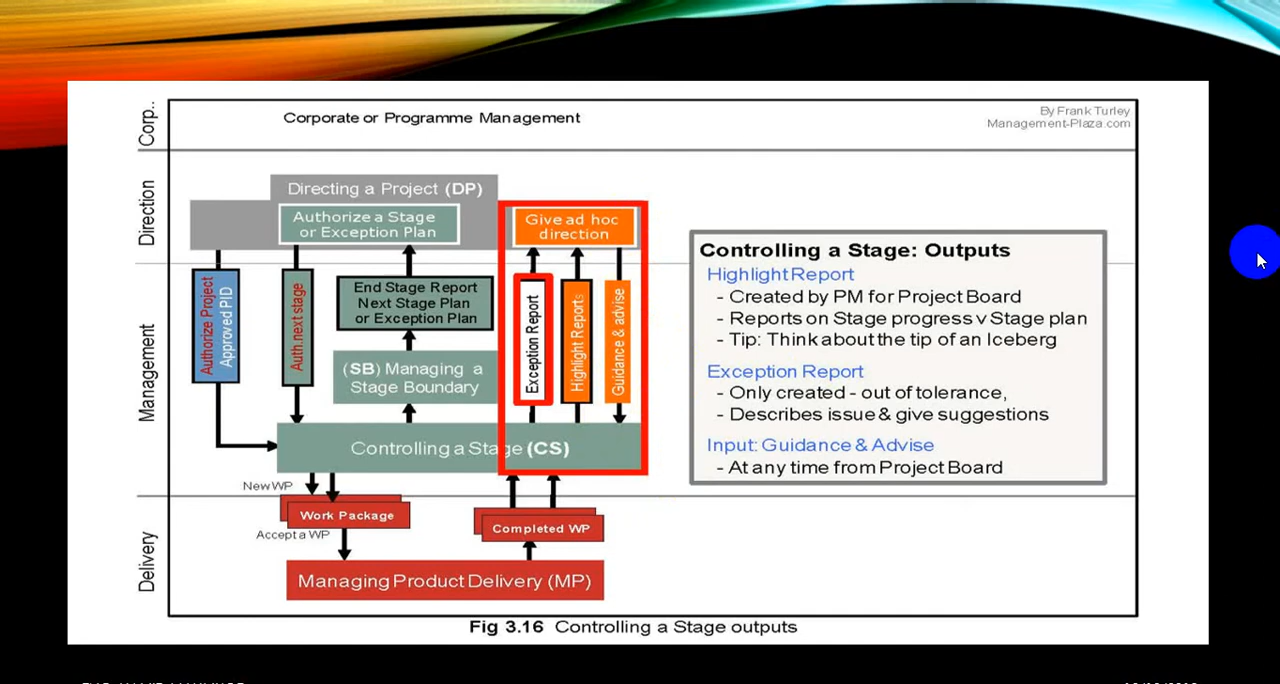 Corp..
Corporate or Programme Management
By Frank Turley
Management-Plaza.com
Direction
Directing a Project (DP)
Authorize a Stage
or Exception Plan
Give ad hoc
direction
Management
Authorize Project
Approved PID
Auth.next stage
End Stage Report
Next Stage Plan
or Exception Plan
Exception Report
Highlight Reports
Guidance & advise
(SB) Managing a
Stage Boundary
Controlling a Stage (CS)
Controlling a Stage: Outputs
Highlight Report
- Created by PM for Project Board
- Reports on Stage progress v Stage plan
- Tip: Think about the tip of an Iceberg
Exception Report
- Only created - out of tolerance,
- Describes issue & give suggestions
Input: Guidance & Advise
- At any time from Project Board
Delivery
New WP
Work Package
Accept a WP
Completed WP
Managing Product Delivery (MP)
Fig 3.16 Controlling a Stage outputs